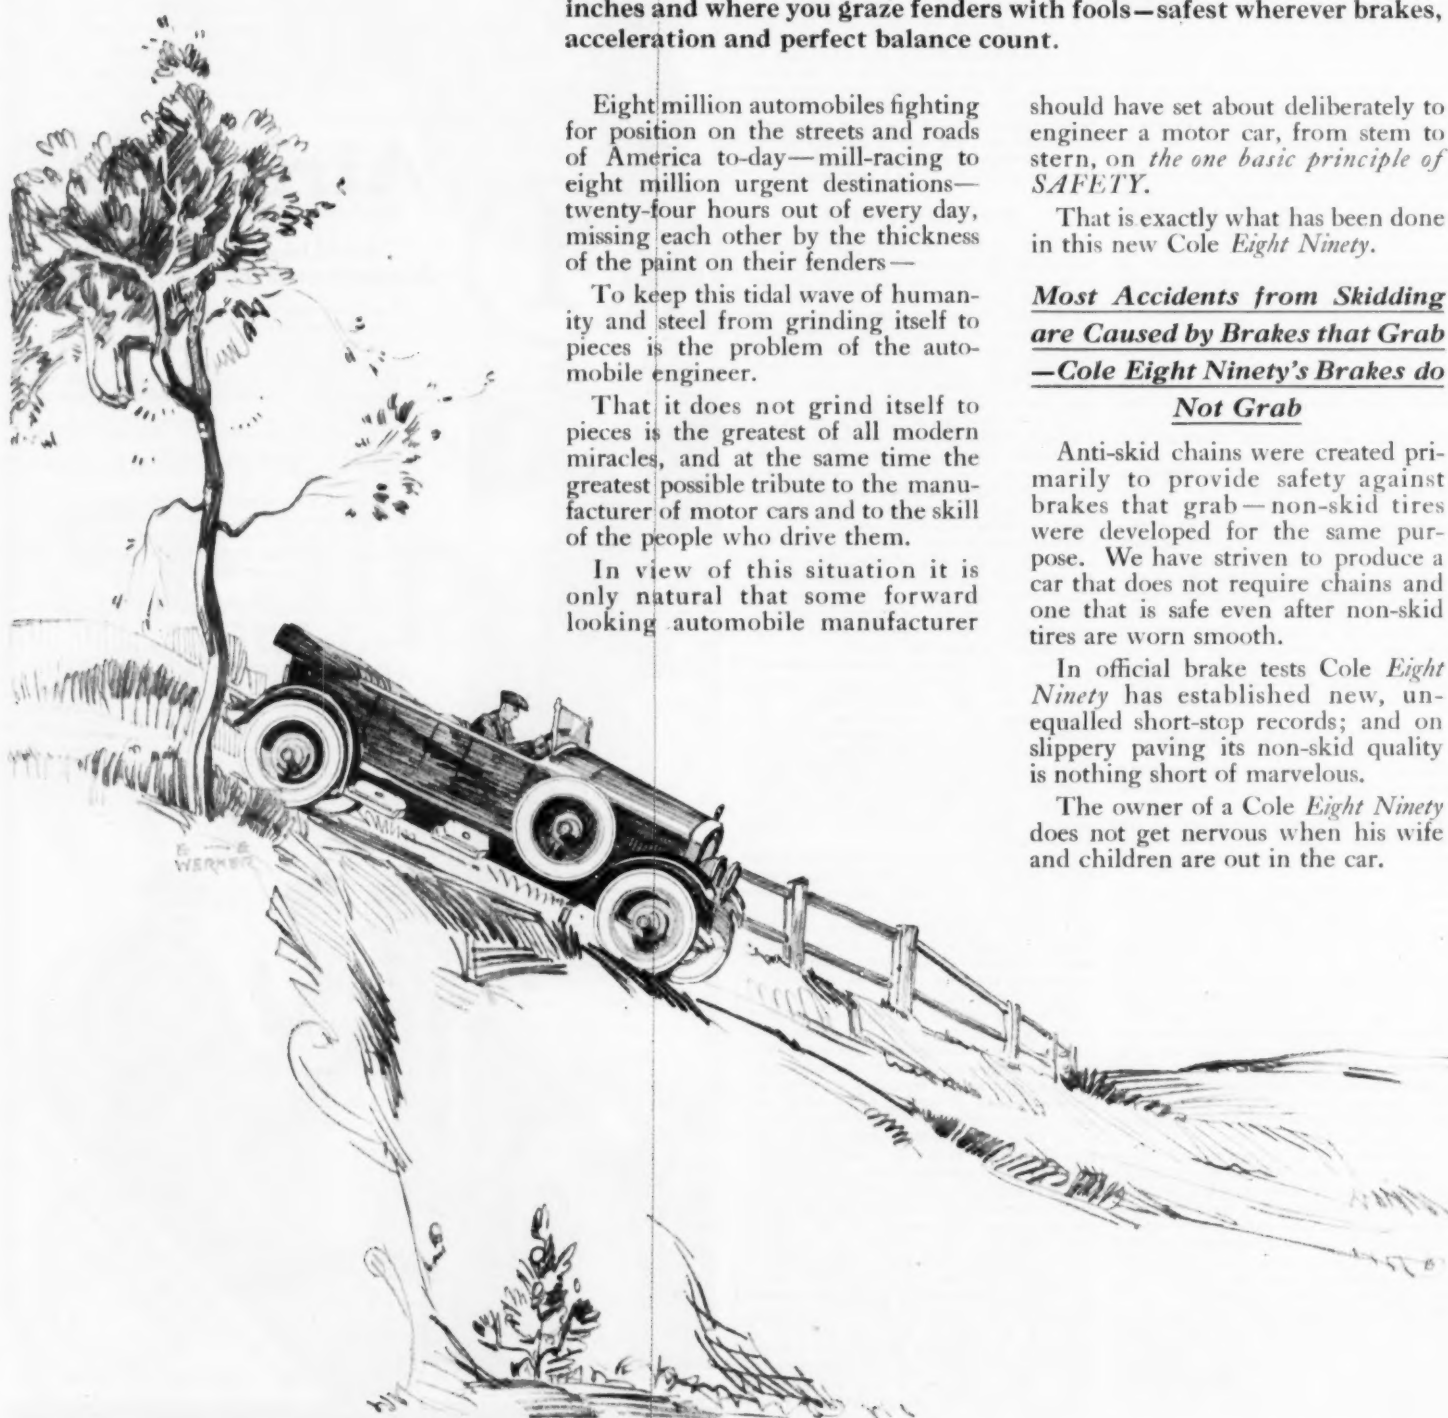 inches and where you graze fenders with fools—safest wherever brakes,
acceleration and perfect balance count.
Eight million automobiles fighting
for position on the streets and roads
of America to-day—mill-racing to
eight million urgent destinations—
twenty-four hours out of every day,
missing each other by the thickness
of the paint on their fenders—
To keep this tidal wave of human-
ity and steel from grinding itself to
pieces is the problem of the auto-
mobile engineer.
That it does not grind itself to
pieces is the greatest of all modern
miracles, and at the same time the
greatest possible tribute to the manu-
facturer of motor cars and to the skill
of the people who drive them.
In view of this situation it is
only natural that some forward
looking automobile manufacturer
should have set about deliberately to
engineer a motor car, from stem to
stern, on the one basic principle of
SAFETY.
That is exactly what has been done
in this new Cole Eight Ninety.
Most Accidents from Skidding
are Caused by Brakes that Grab
—Cole Eight Ninety's Brakes do
Not Grab
Anti-skid chains were created pri-
marily to provide safety against
brakes that grab—non-skid tires
were developed for the same pur-
pose. We have striven to produce a
car that does not require chains and
one that is safe even after non-skid
tires are worn smooth.
In official brake tests Cole Eight
Ninety has established new, un-
equalled short-stop records; and on
slippery paving its non-skid quality
is nothing short of marvelous.
The owner of a Cole Eight Ninety
does not get nervous when his wife
and children are out in the car.
WERNER